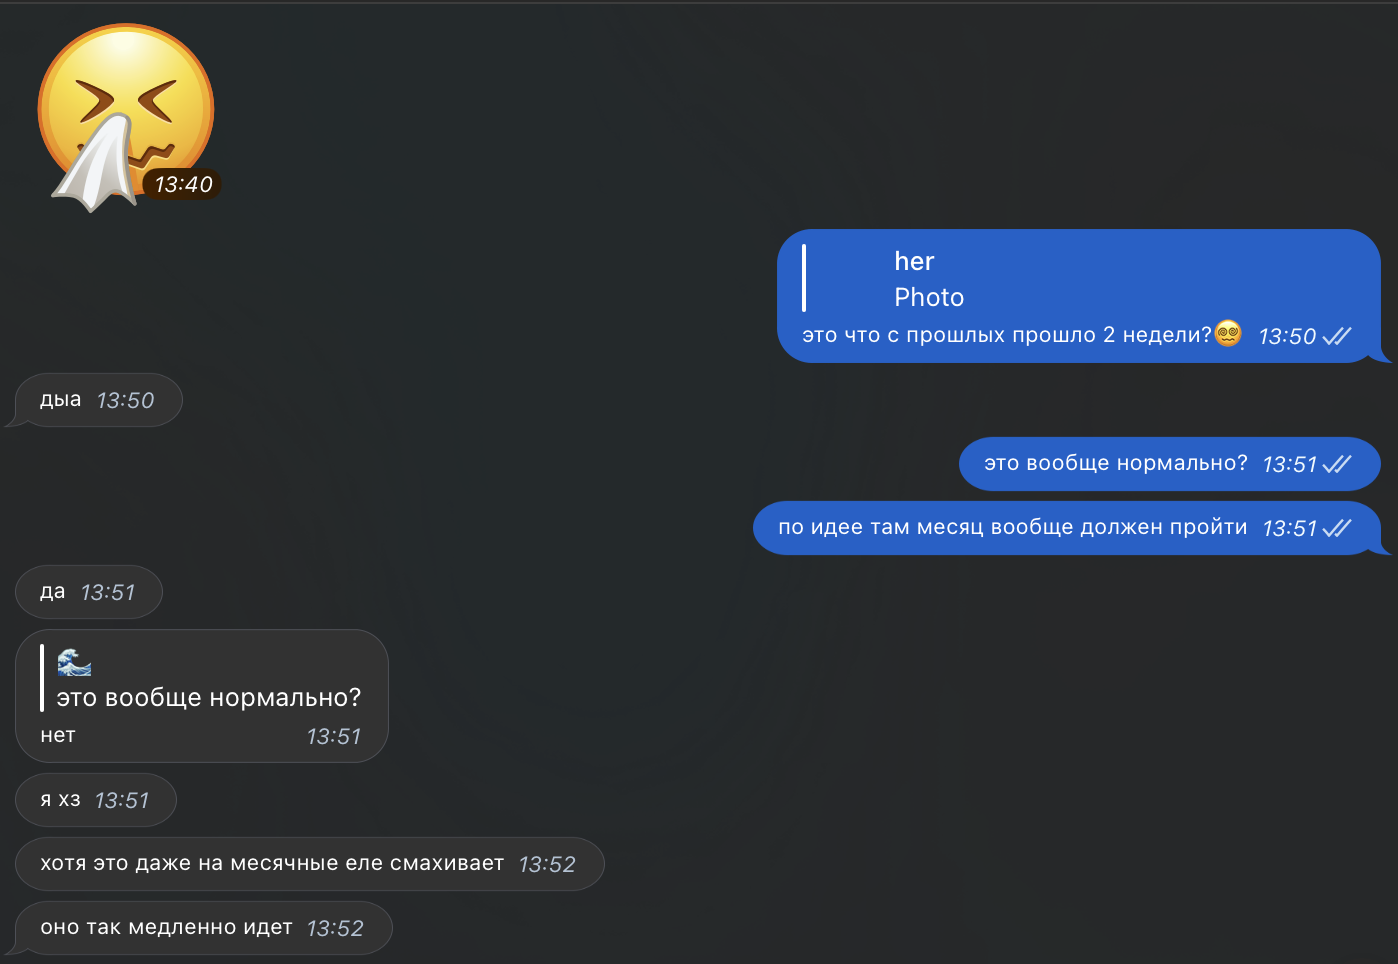 13:40
her
Photo
это что с прошлых прошло 2 недели?😵‍💫 13:50
дыа 13:50
это вообще нормально? 13:51
по идее там месяц вообще должен пройти 13:51
да 13:51
🌊
это вообще нормально?
нет 13:51
я хз 13:51
хотя это даже на месячные еле смахивает 13:52
оно так медленно идет 13:52